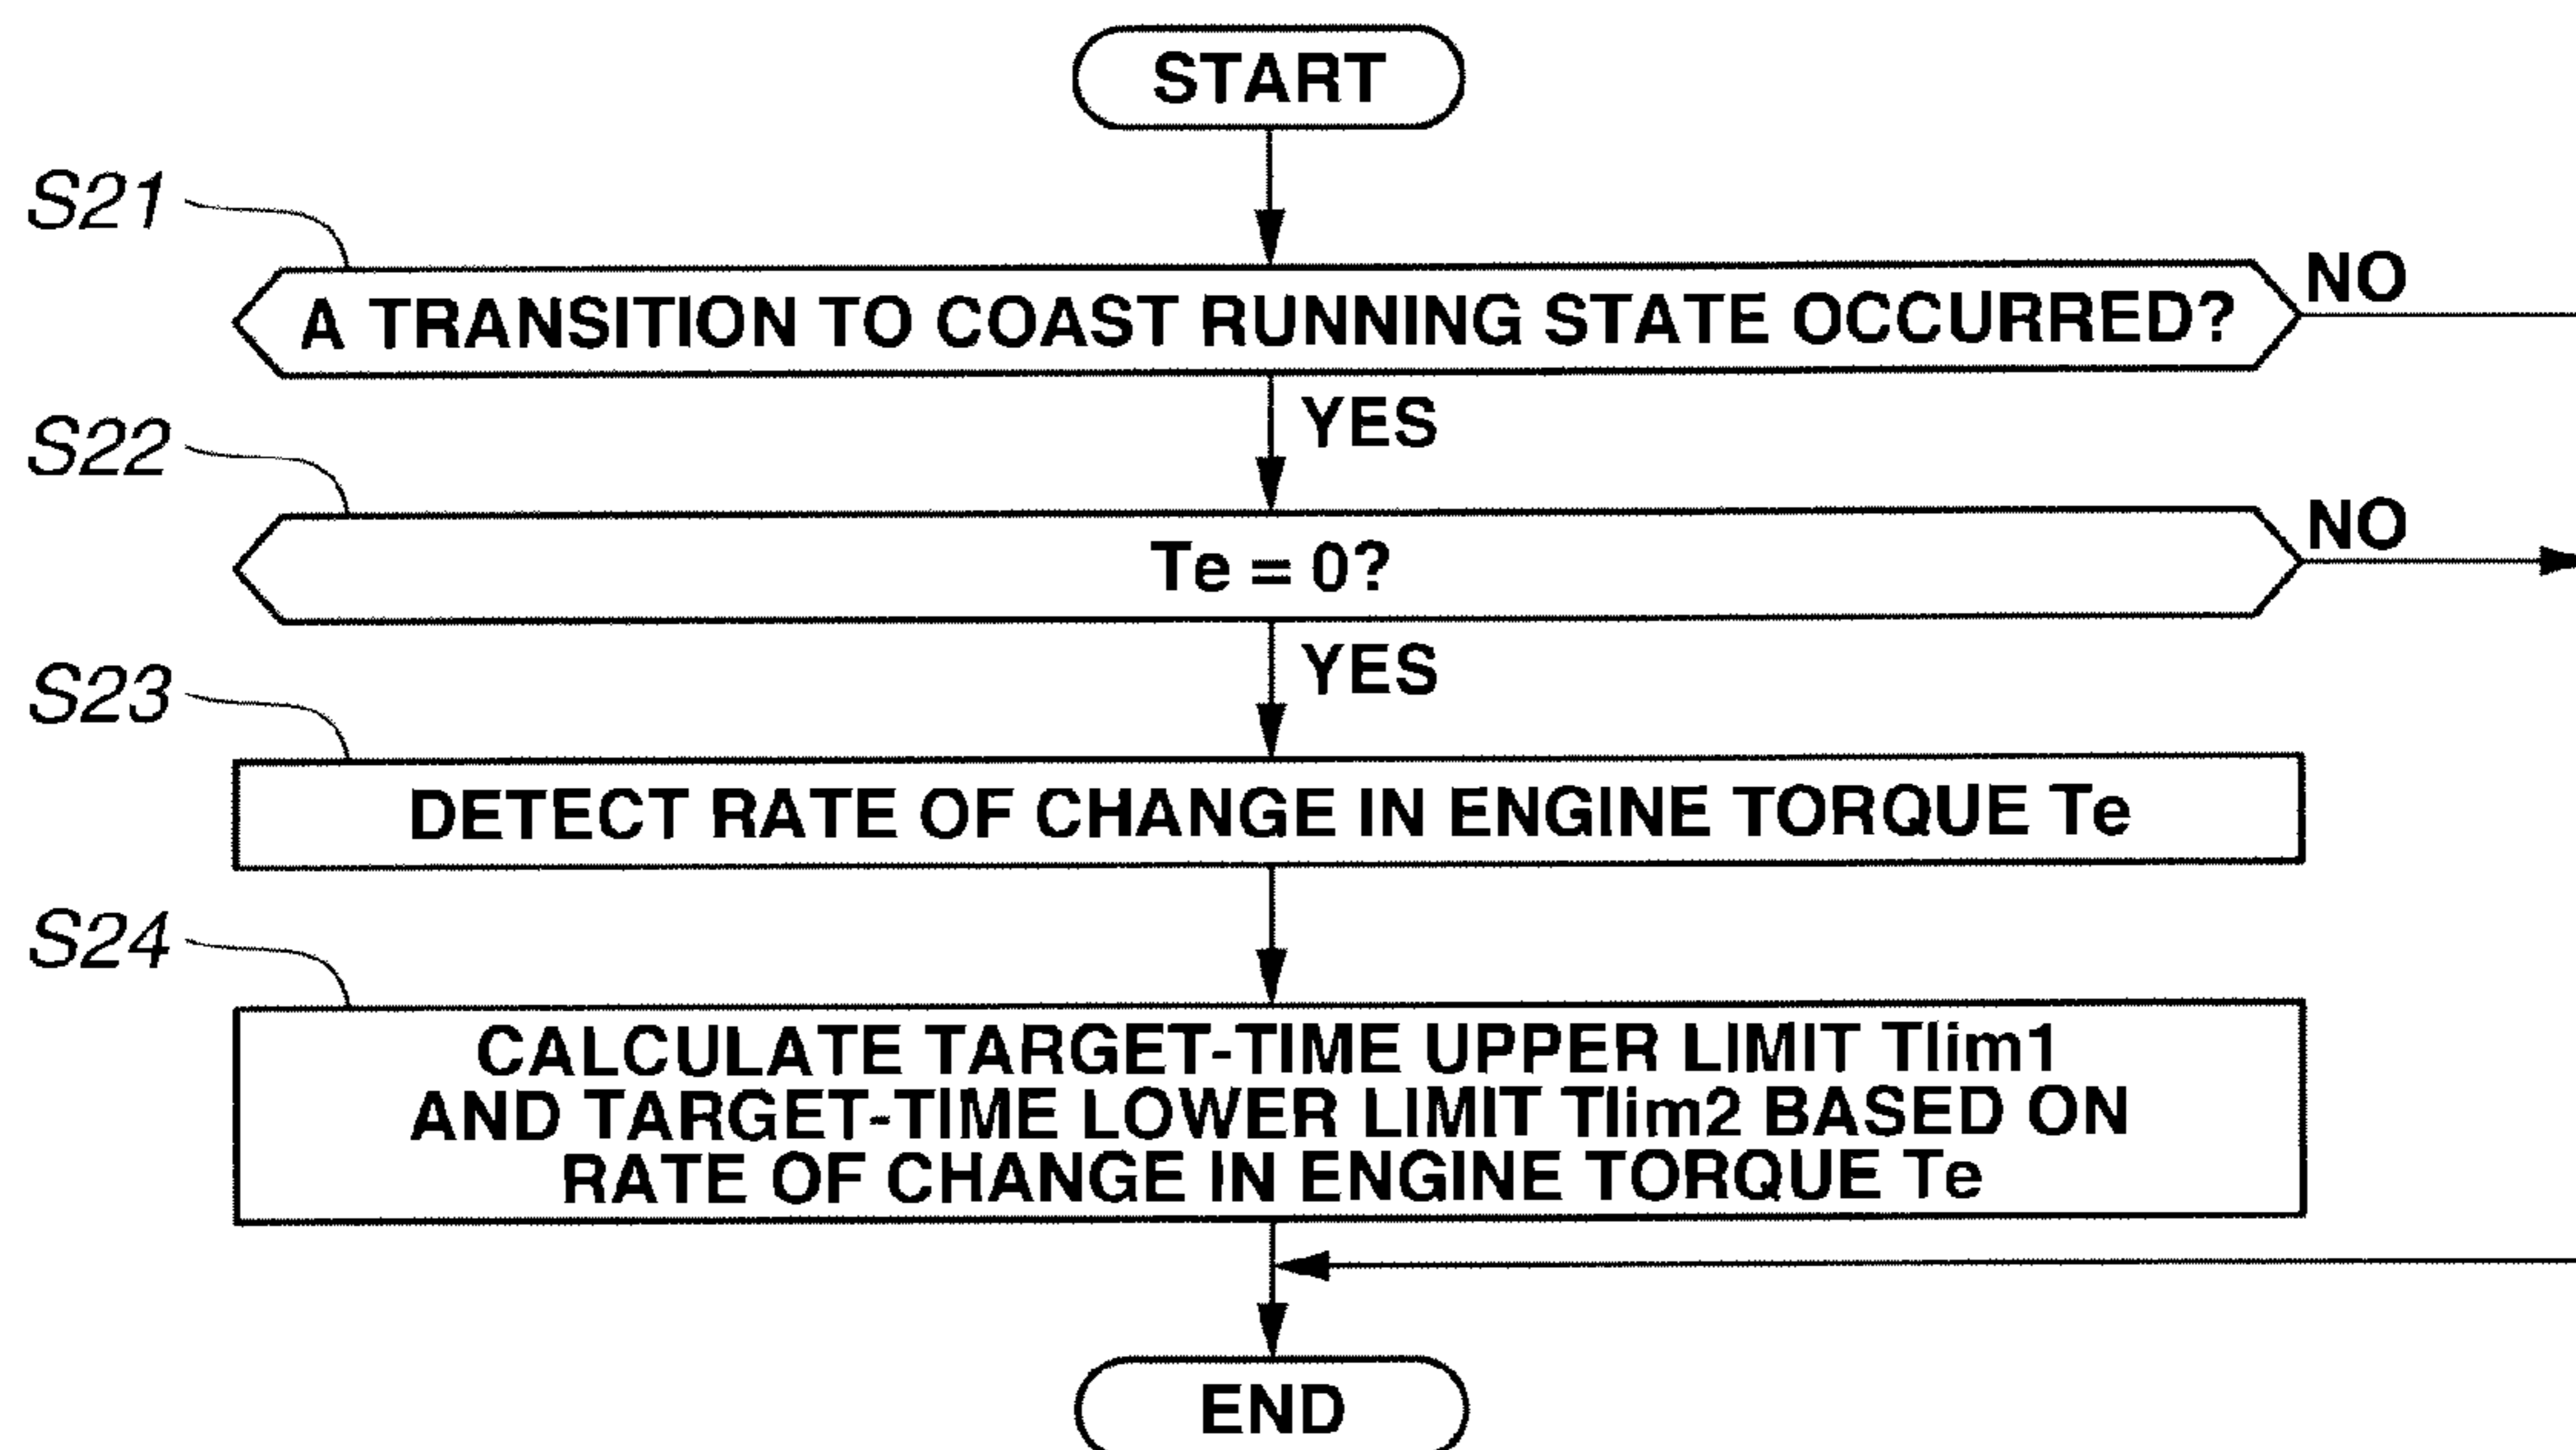 START
S21
A TRANSITION TO COAST RUNNING STATE OCCURRED?
NO
YES
S22
Te = 0?
NO
YES
S23
DETECT RATE OF CHANGE IN ENGINE TORQUE Te
S24
CALCULATE TARGET-TIME UPPER LIMIT Tlim1
AND TARGET-TIME LOWER LIMIT Tlim2 BASED ON
RATE OF CHANGE IN ENGINE TORQUE Te
END